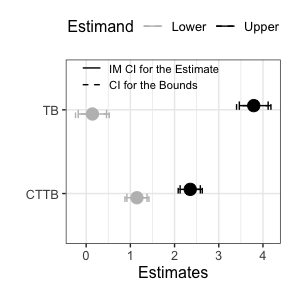 Estimand Lower Upper
IM CI for the Estimate
CI for the Bounds
TB
CTTB
0 1 2 3 4
Estimates